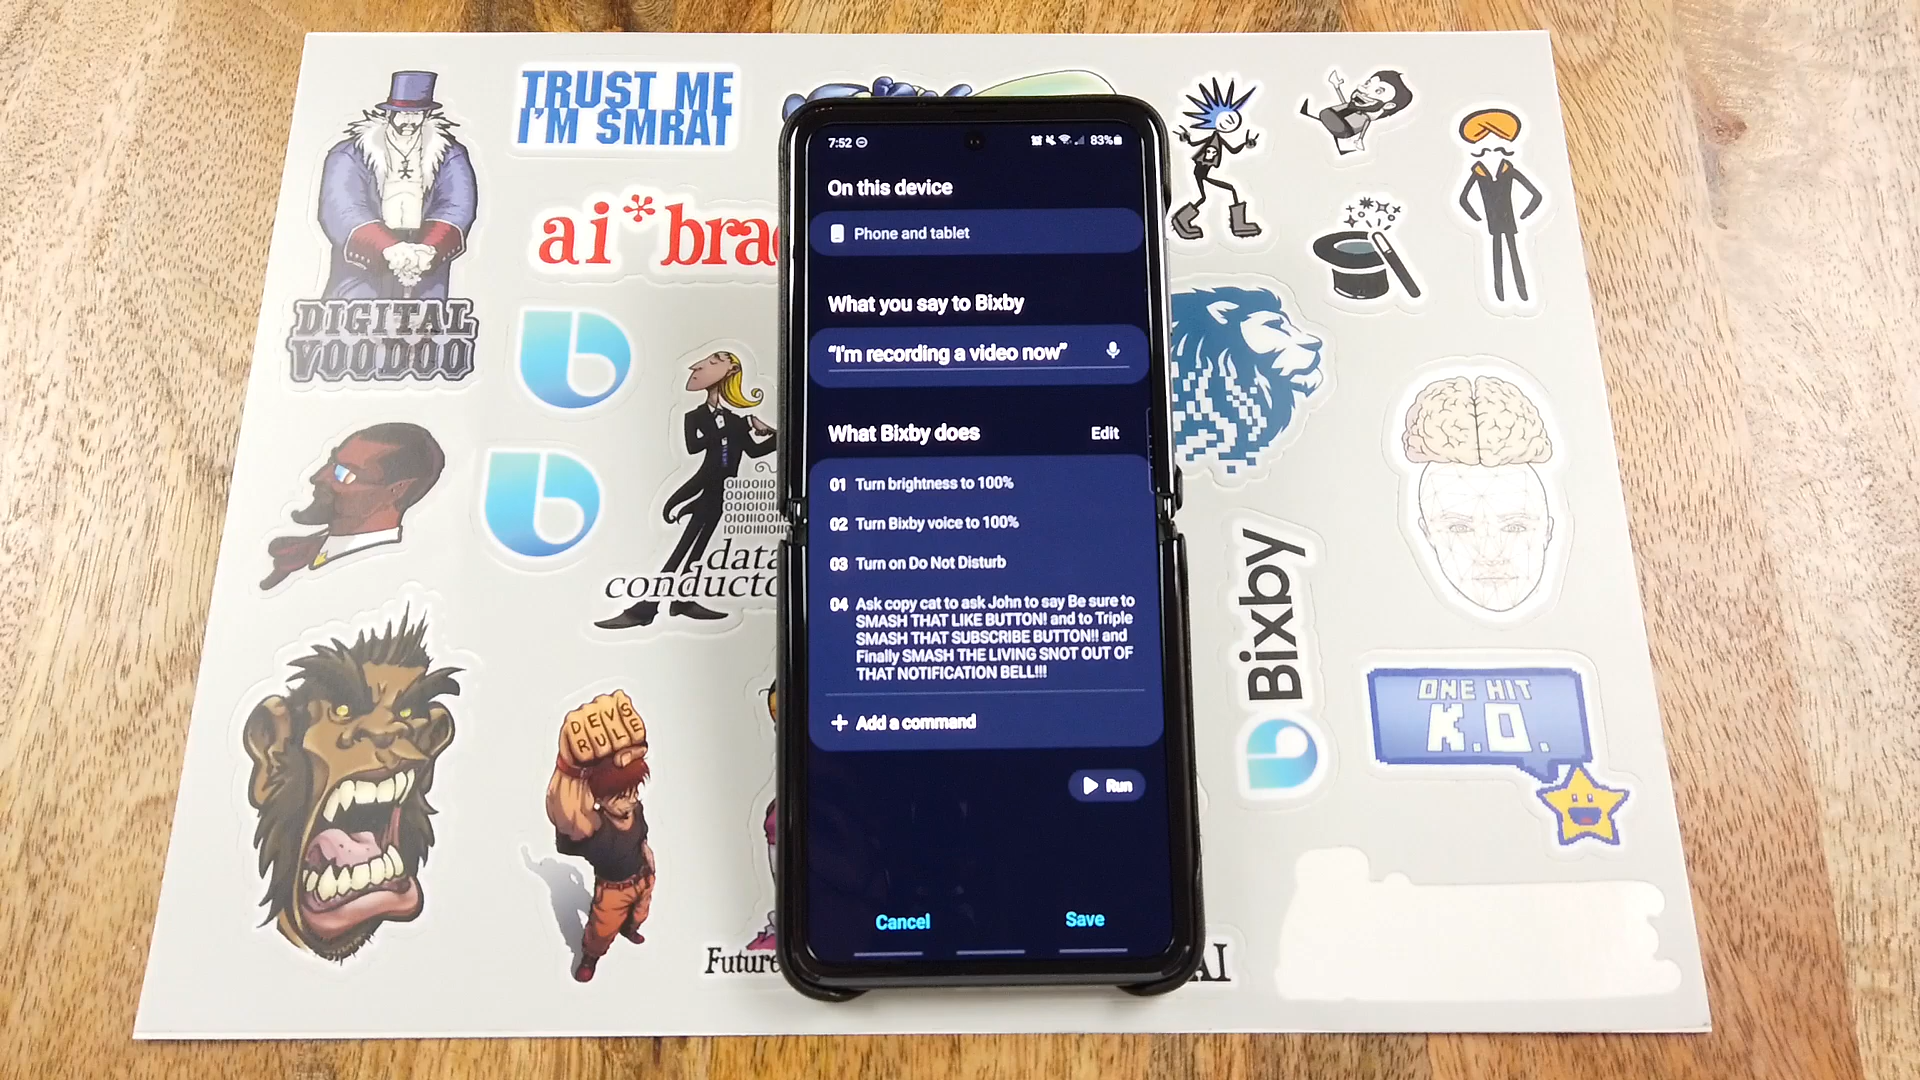 TRUST ME
I'M SMRAT
ai*brad
DIGITAL
VOODOO
data
conducto
OIIOOIIO
DEVS
RULE
Future
AI
Bixby
ONE HIT
K.O.
7:52
83%
On this device
Phone and tablet
What you say to Bixby
“I'm recording a video now”
What Bixby does
Edit
01 Turn brightness to 100%
02 Turn Bixby voice to 100%
03 Turn on Do Not Disturb
04 Ask copy cat to ask John to say Be sure to
SMASH THAT LIKE BUTTON! and to Triple
SMASH THAT SUBSCRIBE BUTTON!! and
Finally SMASH THE LIVING SNOT OUT OF
THAT NOTIFICATION BELL!!!
+ Add a command
Run
Cancel
Save